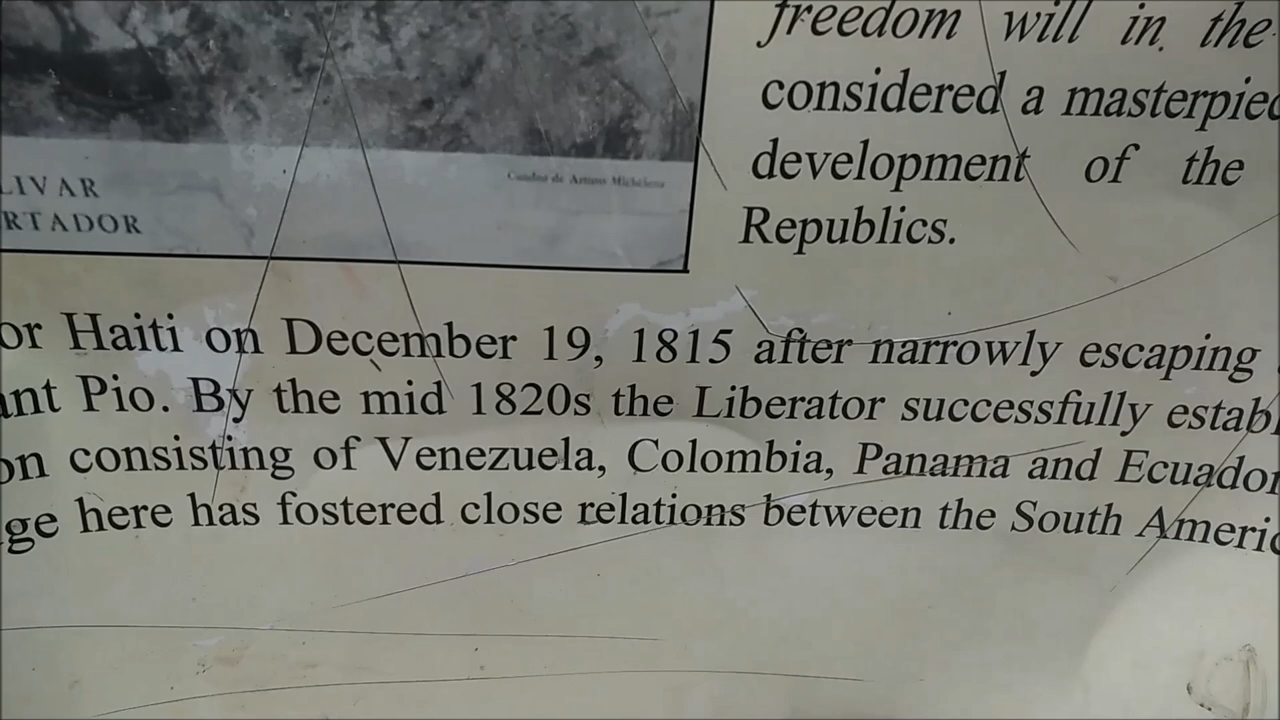 freedom will in the
considered a masterpiec
development of the
Republics.
LIVAR
RTADOR
Cuadro de Arturo Michelena
or Haiti on December 19, 1815 after narrowly escaping
ant Pio. By the mid 1820s the Liberator successfully establ
on consisting of Venezuela, Colombia, Panama and Ecuador
ge here has fostered close relations between the South Americ